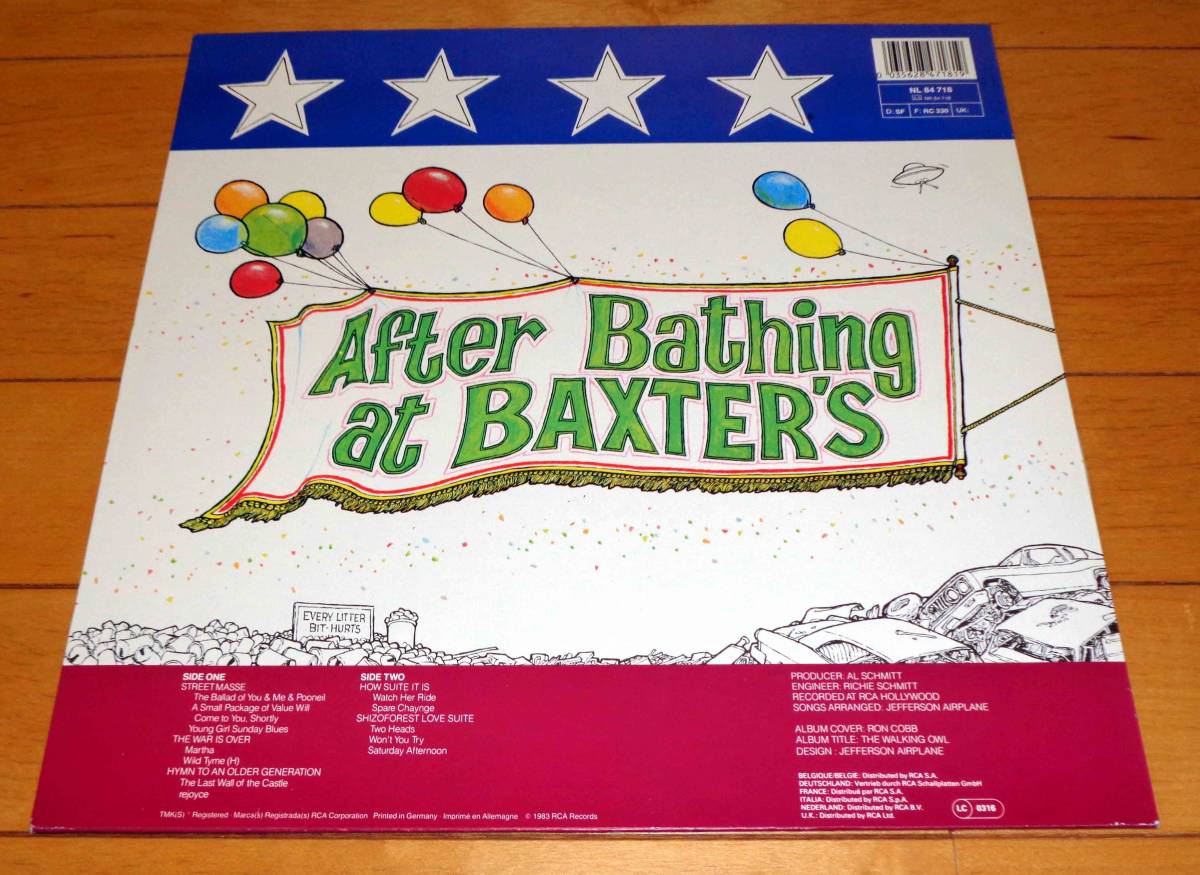 0 035628 471819
NL 84 718
D: SF F: RC 330 UK:
After Bathing
at BAXTER'S
EVERY LITTER
BIT·HURTS
SIDE ONE
STREETMASSE
The Ballad of You & Me & Pooneil
A Small Package of Value Will
Come to You, Shortly
Young Girl Sunday Blues
THE WAR IS OVER
Martha
Wild Tyme (H)
HYMN TO AN OLDER GENERATION
The Last Wall of the Castle
rejoyce
SIDE TWO
HOW SUITE IT IS
Watch Her Ride
Spare Chaynge
SHIZOFOREST LOVE SUITE
Two Heads
Won't You Try
Saturday Afternoon
PRODUCER: AL SCHMITT
ENGINEER: RICHIE SCHMITT
RECORDED AT RCA HOLLYWOOD
SONGS ARRANGED: JEFFERSON AIRPLANE
ALBUM COVER: RON COBB
ALBUM TITLE: THE WALKING OWL
DESIGN : JEFFERSON AIRPLANE
BELGIQUE/BELGIE: Distributed by RCA S.A.
DEUTSCHLAND: Vertrieb durch RCA Schallplatten GmbH
FRANCE: Distribué par RCA S.A.
ITALIA: Distributed by RCA S.p.A.
NEDERLAND: Distributed by RCA B.V.
U.K.: Distributed by RCA Ltd.
LC 0316
TMK(S) ® Registered · Marca(s) Registrada(s) RCA Corporation Printed in Germany · Imprimé en Allemagne © 1983 RCA Records